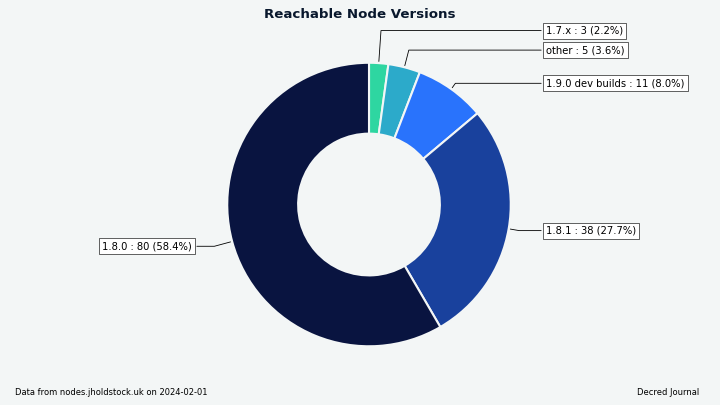 Reachable Node Versions
1.7.x : 3 (2.2%)
other : 5 (3.6%)
1.9.0 dev builds : 11 (8.0%)
1.8.1 : 38 (27.7%)
1.8.0 : 80 (58.4%)
Data from nodes.jholdstock.uk on 2024-02-01
Decred Journal